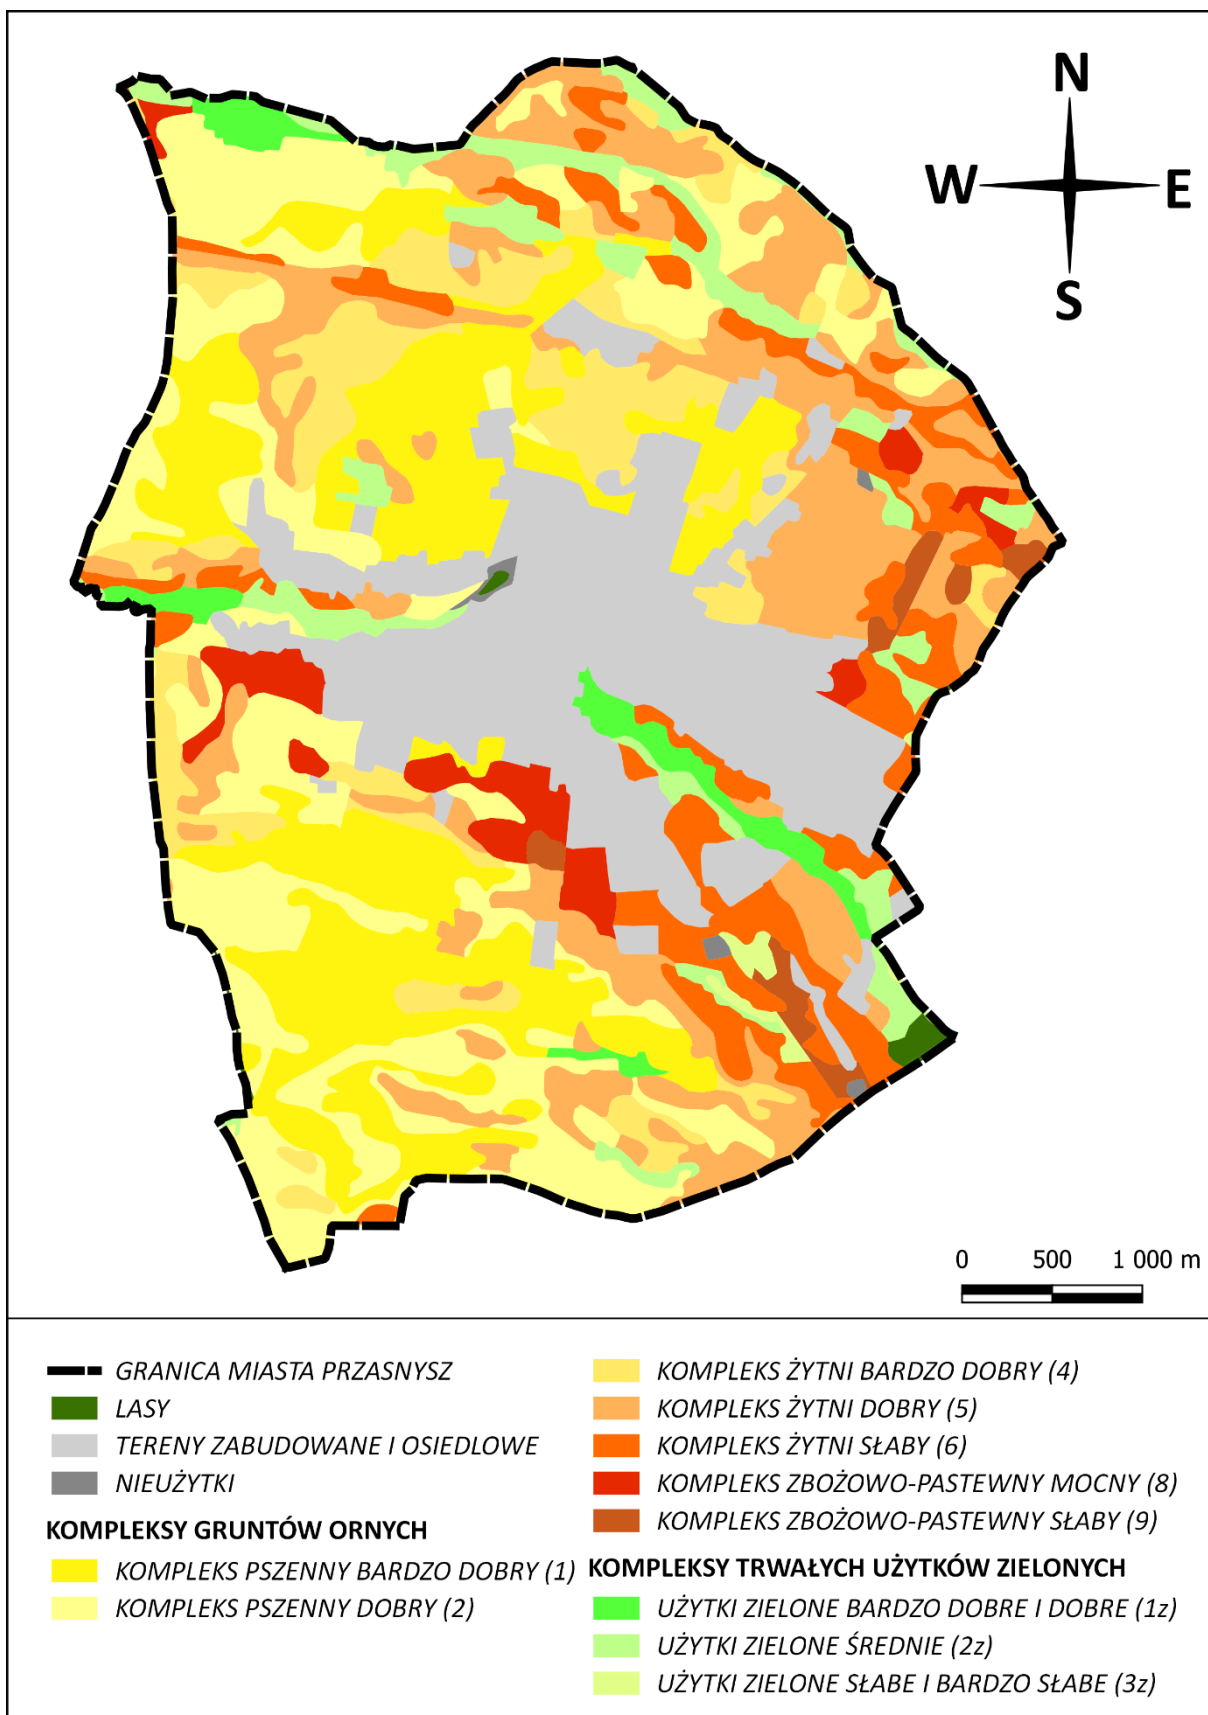 N
W E
S
0 500 1 000 m
GRANICA MIASTA PRZASNYSZ
LASY
TERENY ZABUDOWANE I OSIEDLOWE
NIEUŻYTKI
KOMPLEKSY GRUNTÓW ORNYCH
KOMPLEKS PSZENNY BARDZO DOBRY (1)
KOMPLEKS PSZENNY DOBRY (2)
KOMPLEKS ŻYTNI BARDZO DOBRY (4)
KOMPLEKS ŻYTNI DOBRY (5)
KOMPLEKS ŻYTNI SŁABY (6)
KOMPLEKS ZBOŻOWO-PASTEWNY MOCNY (8)
KOMPLEKS ZBOŻOWO-PASTEWNY SŁABY (9)
KOMPLEKSY TRWAŁYCH UŻYTKÓW ZIELONYCH
UŻYTKI ZIELONE BARDZO DOBRE I DOBRE (1z)
UŻYTKI ZIELONE ŚREDNIE (2z)
UŻYTKI ZIELONE SŁABE I BARDZO SŁABE (3z)